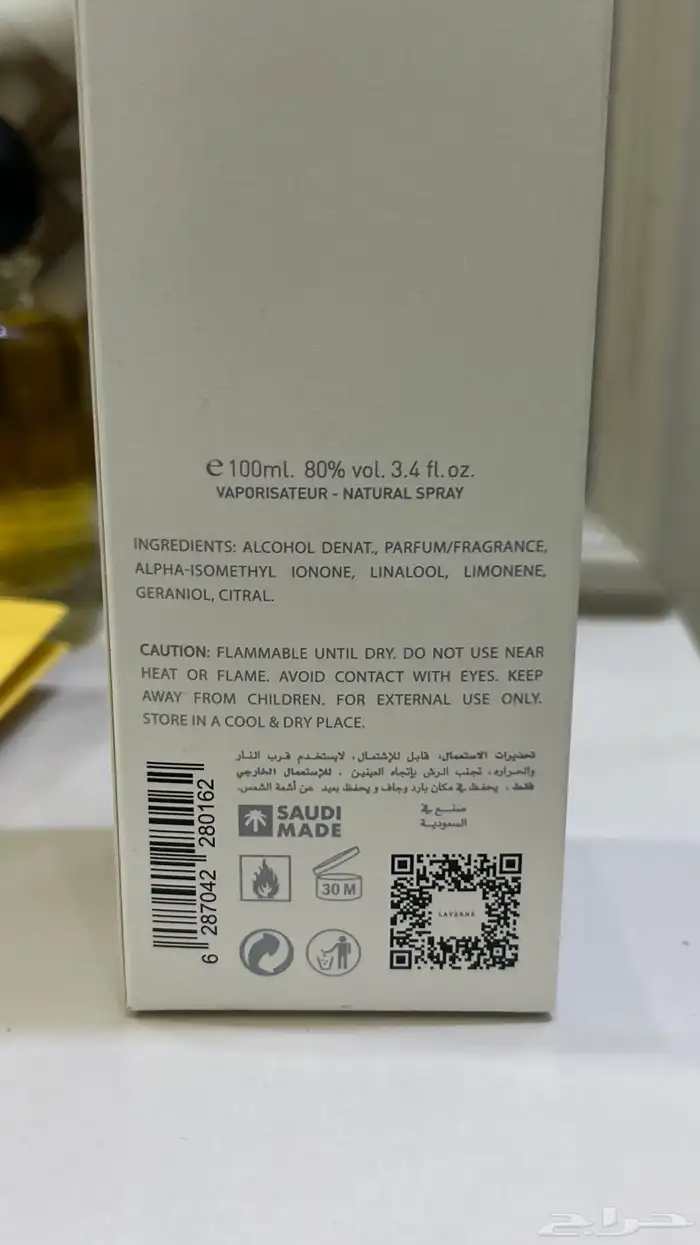 e 100ml. 80% vol. 3.4 fl. oz.
VAPORISATEUR - NATURAL SPRAY
INGREDIENTS: ALCOHOL DENAT., PARFUM/FRAGRANCE,
ALPHA-ISOMETHYL IONONE, LINALOOL, LIMONENE,
GERANIOL, CITRAL.
CAUTION: FLAMMABLE UNTIL DRY. DO NOT USE NEAR
HEAT OR FLAME. AVOID CONTACT WITH EYES. KEEP
AWAY FROM CHILDREN. FOR EXTERNAL USE ONLY.
STORE IN A COOL & DRY PLACE.
تحذيرات الاستعمال: قابل للإشتعال، لايستخدم قرب النار
والحراره، تجنب الرش بإتجاه العينين . للإستعمال الخارجي
فقط ، يحفظ في مكان بارد وجاف و يحفظ بعيد عن أشعة الشمس.
SAUDI
MADE
صنع في
السعودية
30 M
LAVERNE
6 287042 280162
حراج